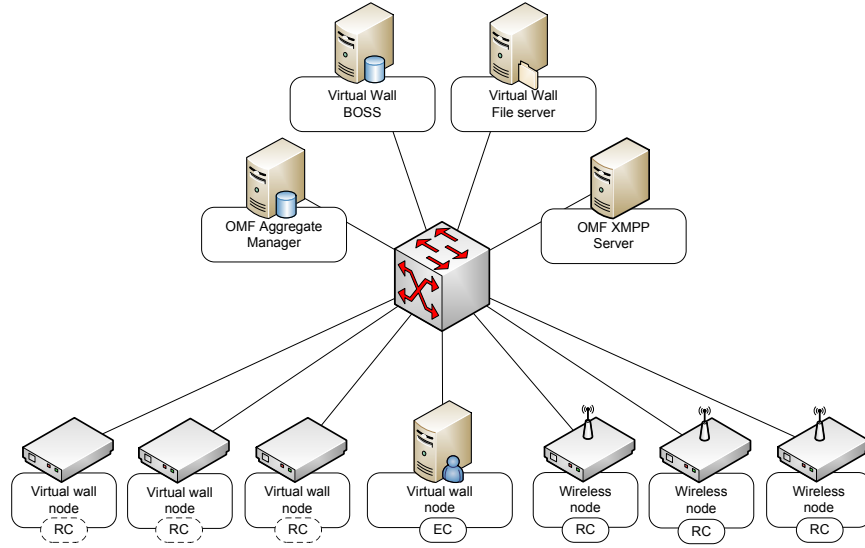 Virtual Wall
BOSS
Virtual Wall
File server
OMF Aggregate
Manager
OMF XMPP
Server
Virtual wall
node
RC
Virtual wall
node
RC
Virtual wall
node
RC
Virtual wall
node
EC
Wireless
node
RC
Wireless
node
RC
Wireless
node
RC